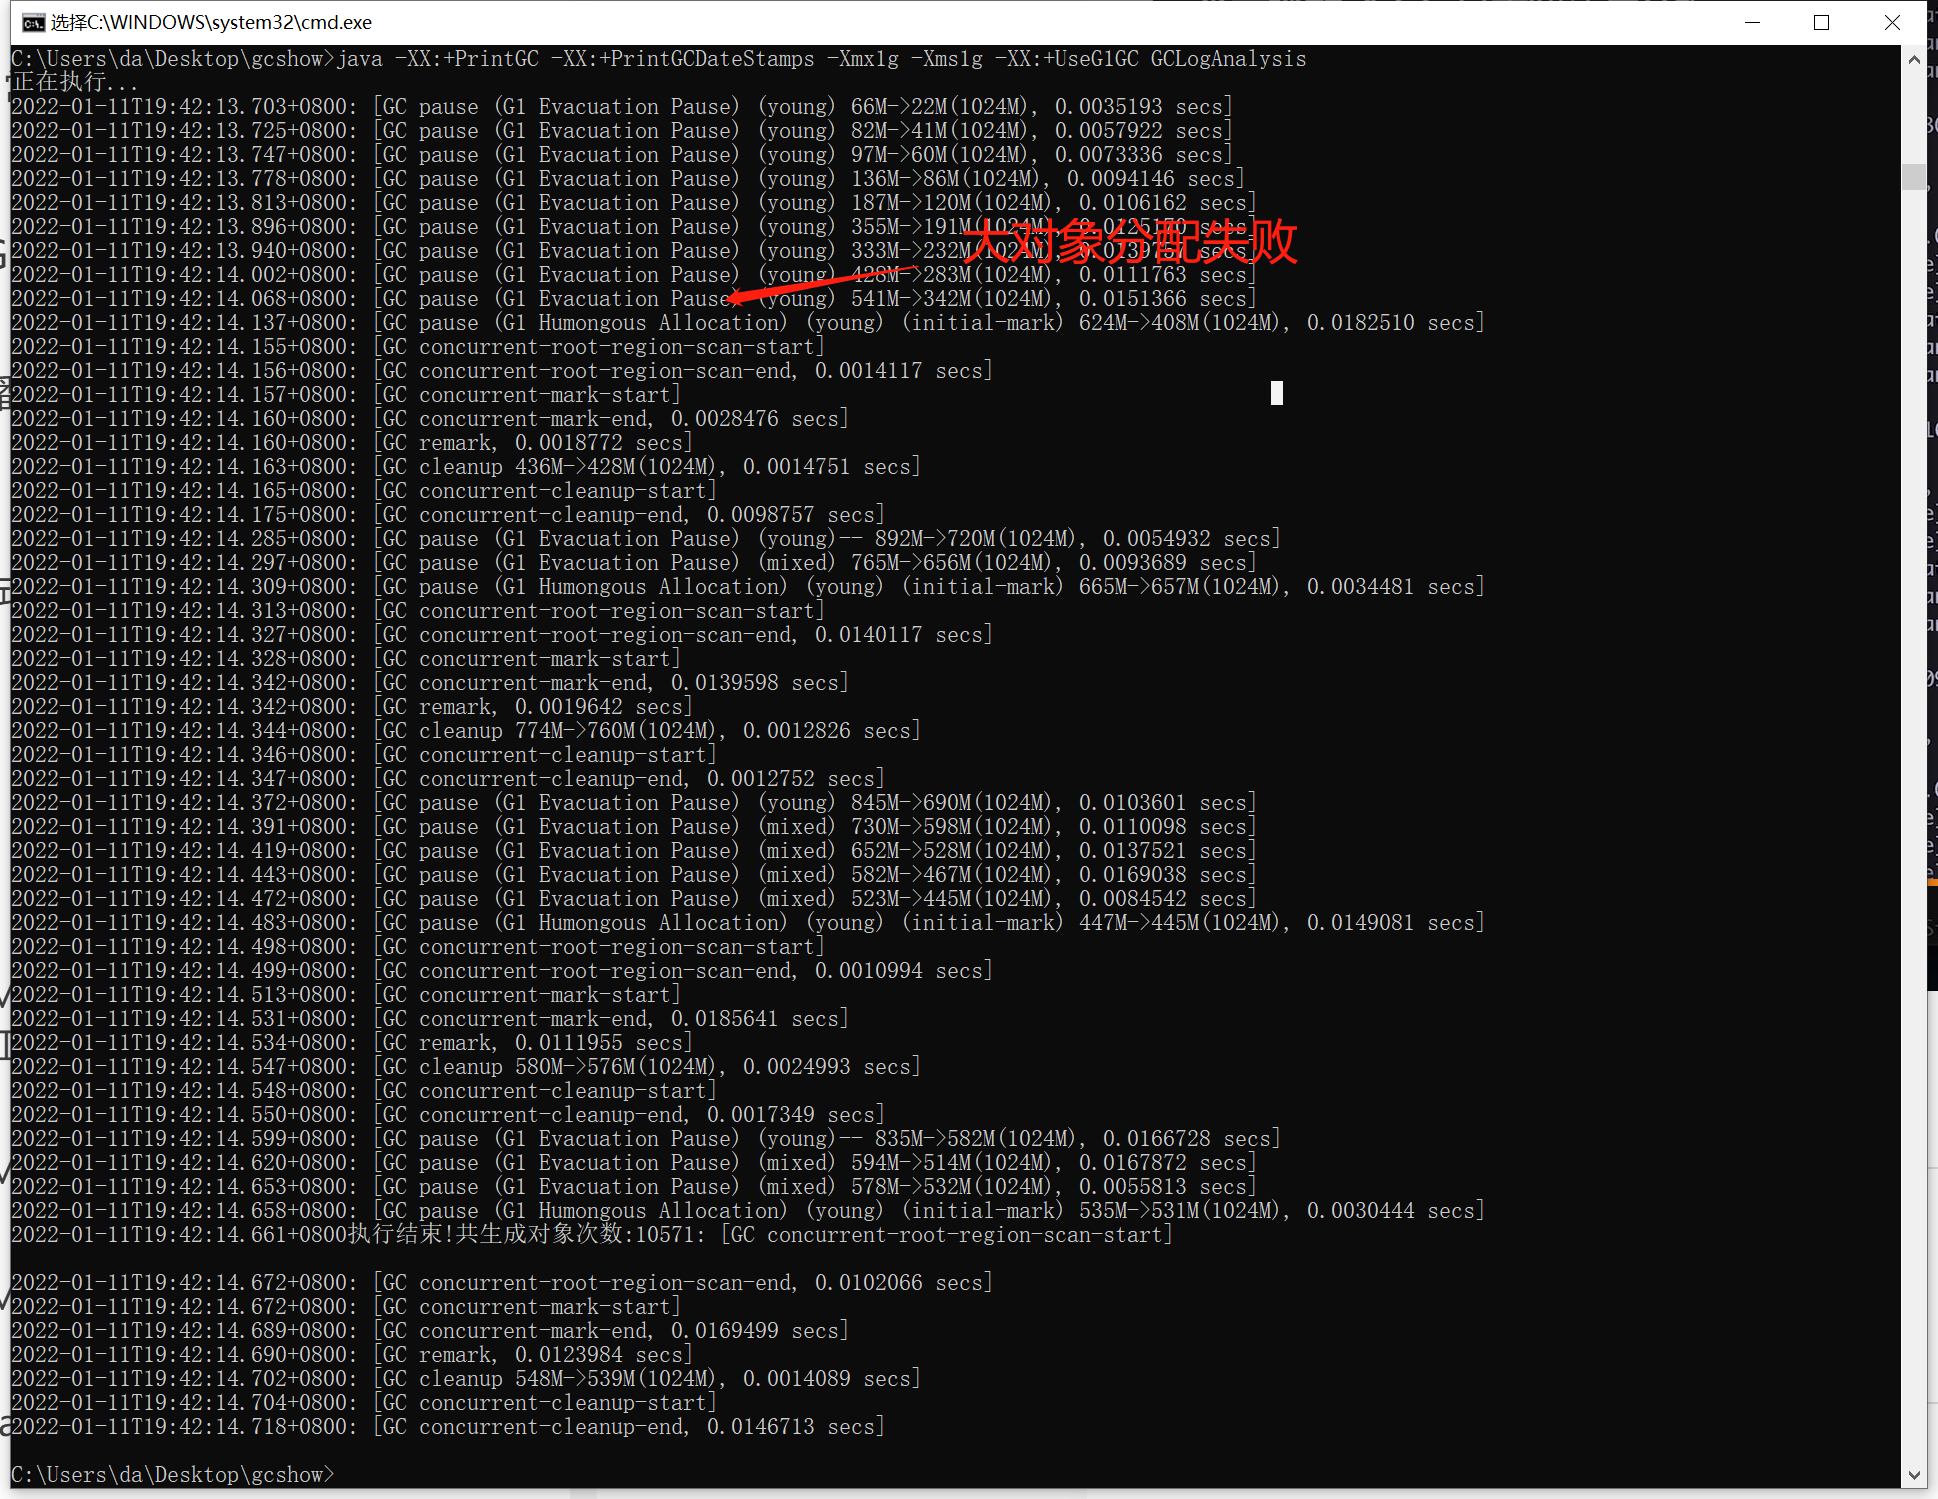 选择C:\WINDOWS\system32\cmd.exe
C:\Users\da\Desktop\gcshow>java -XX:+PrintGC -XX:+PrintGCDateStamps -Xmx1g -Xms1g -XX:+UseG1GC GCLogAnalysis
正在执行...
2022-01-11T19:42:13.703+0800: [GC pause (G1 Evacuation Pause) (young) 66M->22M(1024M), 0.0035193 secs]
2022-01-11T19:42:13.725+0800: [GC pause (G1 Evacuation Pause) (young) 82M->41M(1024M), 0.0057922 secs]
2022-01-11T19:42:13.747+0800: [GC pause (G1 Evacuation Pause) (young) 97M->60M(1024M), 0.0073336 secs]
2022-01-11T19:42:13.778+0800: [GC pause (G1 Evacuation Pause) (young) 136M->86M(1024M), 0.0094146 secs]
2022-01-11T19:42:13.813+0800: [GC pause (G1 Evacuation Pause) (young) 187M->120M(1024M), 0.0106162 secs]
2022-01-11T19:42:13.896+0800: [GC pause (G1 Evacuation Pause) (young) 355M->191M(1024M), secs]
大对象分配失败
2022-01-11T19:42:13.940+0800: [GC pause (G1 Evacuation Pause) (young) 333M->232M(1024M), secs]
2022-01-11T19:42:14.002+0800: [GC pause (G1 Evacuation Pause) (young) 428M->283M(1024M), 0.0111763 secs]
2022-01-11T19:42:14.068+0800: [GC pause (G1 Evacuation Pause) (young) 541M->342M(1024M), 0.0151366 secs]
2022-01-11T19:42:14.137+0800: [GC pause (G1 Humongous Allocation) (young) (initial-mark) 624M->408M(1024M), 0.0182510 secs]
2022-01-11T19:42:14.155+0800: [GC concurrent-root-region-scan-start]
2022-01-11T19:42:14.156+0800: [GC concurrent-root-region-scan-end, 0.0014117 secs]
2022-01-11T19:42:14.157+0800: [GC concurrent-mark-start]
2022-01-11T19:42:14.160+0800: [GC concurrent-mark-end, 0.0028476 secs]
2022-01-11T19:42:14.160+0800: [GC remark, 0.0018772 secs]
2022-01-11T19:42:14.163+0800: [GC cleanup 436M->428M(1024M), 0.0014751 secs]
2022-01-11T19:42:14.165+0800: [GC concurrent-cleanup-start]
2022-01-11T19:42:14.175+0800: [GC concurrent-cleanup-end, 0.0098757 secs]
2022-01-11T19:42:14.285+0800: [GC pause (G1 Evacuation Pause) (young)-- 892M->720M(1024M), 0.0054932 secs]
2022-01-11T19:42:14.297+0800: [GC pause (G1 Evacuation Pause) (mixed) 765M->656M(1024M), 0.0093689 secs]
2022-01-11T19:42:14.309+0800: [GC pause (G1 Humongous Allocation) (young) (initial-mark) 665M->657M(1024M), 0.0034481 secs]
2022-01-11T19:42:14.313+0800: [GC concurrent-root-region-scan-start]
2022-01-11T19:42:14.327+0800: [GC concurrent-root-region-scan-end, 0.0140117 secs]
2022-01-11T19:42:14.328+0800: [GC concurrent-mark-start]
2022-01-11T19:42:14.342+0800: [GC concurrent-mark-end, 0.0139598 secs]
2022-01-11T19:42:14.342+0800: [GC remark, 0.0019642 secs]
2022-01-11T19:42:14.344+0800: [GC cleanup 774M->760M(1024M), 0.0012826 secs]
2022-01-11T19:42:14.346+0800: [GC concurrent-cleanup-start]
2022-01-11T19:42:14.347+0800: [GC concurrent-cleanup-end, 0.0012752 secs]
2022-01-11T19:42:14.372+0800: [GC pause (G1 Evacuation Pause) (young) 845M->690M(1024M), 0.0103601 secs]
2022-01-11T19:42:14.391+0800: [GC pause (G1 Evacuation Pause) (mixed) 730M->598M(1024M), 0.0110098 secs]
2022-01-11T19:42:14.419+0800: [GC pause (G1 Evacuation Pause) (mixed) 652M->528M(1024M), 0.0137521 secs]
2022-01-11T19:42:14.443+0800: [GC pause (G1 Evacuation Pause) (mixed) 582M->467M(1024M), 0.0169038 secs]
2022-01-11T19:42:14.472+0800: [GC pause (G1 Evacuation Pause) (mixed) 523M->445M(1024M), 0.0084542 secs]
2022-01-11T19:42:14.483+0800: [GC pause (G1 Humongous Allocation) (young) (initial-mark) 447M->445M(1024M), 0.0149081 secs]
2022-01-11T19:42:14.498+0800: [GC concurrent-root-region-scan-start]
2022-01-11T19:42:14.499+0800: [GC concurrent-root-region-scan-end, 0.0010994 secs]
2022-01-11T19:42:14.513+0800: [GC concurrent-mark-start]
2022-01-11T19:42:14.531+0800: [GC concurrent-mark-end, 0.0185641 secs]
2022-01-11T19:42:14.534+0800: [GC remark, 0.0111955 secs]
2022-01-11T19:42:14.547+0800: [GC cleanup 580M->576M(1024M), 0.0024993 secs]
2022-01-11T19:42:14.548+0800: [GC concurrent-cleanup-start]
2022-01-11T19:42:14.550+0800: [GC concurrent-cleanup-end, 0.0017349 secs]
2022-01-11T19:42:14.599+0800: [GC pause (G1 Evacuation Pause) (young)-- 835M->582M(1024M), 0.0166728 secs]
2022-01-11T19:42:14.620+0800: [GC pause (G1 Evacuation Pause) (mixed) 594M->514M(1024M), 0.0167872 secs]
2022-01-11T19:42:14.653+0800: [GC pause (G1 Evacuation Pause) (mixed) 578M->532M(1024M), 0.0055813 secs]
2022-01-11T19:42:14.658+0800: [GC pause (G1 Humongous Allocation) (young) (initial-mark) 535M->531M(1024M), 0.0030444 secs]
2022-01-11T19:42:14.661+0800执行结束!共生成对象次数:10571: [GC concurrent-root-region-scan-start]
2022-01-11T19:42:14.672+0800: [GC concurrent-root-region-scan-end, 0.0102066 secs]
2022-01-11T19:42:14.672+0800: [GC concurrent-mark-start]
2022-01-11T19:42:14.689+0800: [GC concurrent-mark-end, 0.0169499 secs]
2022-01-11T19:42:14.690+0800: [GC remark, 0.0123984 secs]
2022-01-11T19:42:14.702+0800: [GC cleanup 548M->539M(1024M), 0.0014089 secs]
2022-01-11T19:42:14.704+0800: [GC concurrent-cleanup-start]
2022-01-11T19:42:14.718+0800: [GC concurrent-cleanup-end, 0.0146713 secs]
C:\Users\da\Desktop\gcshow>